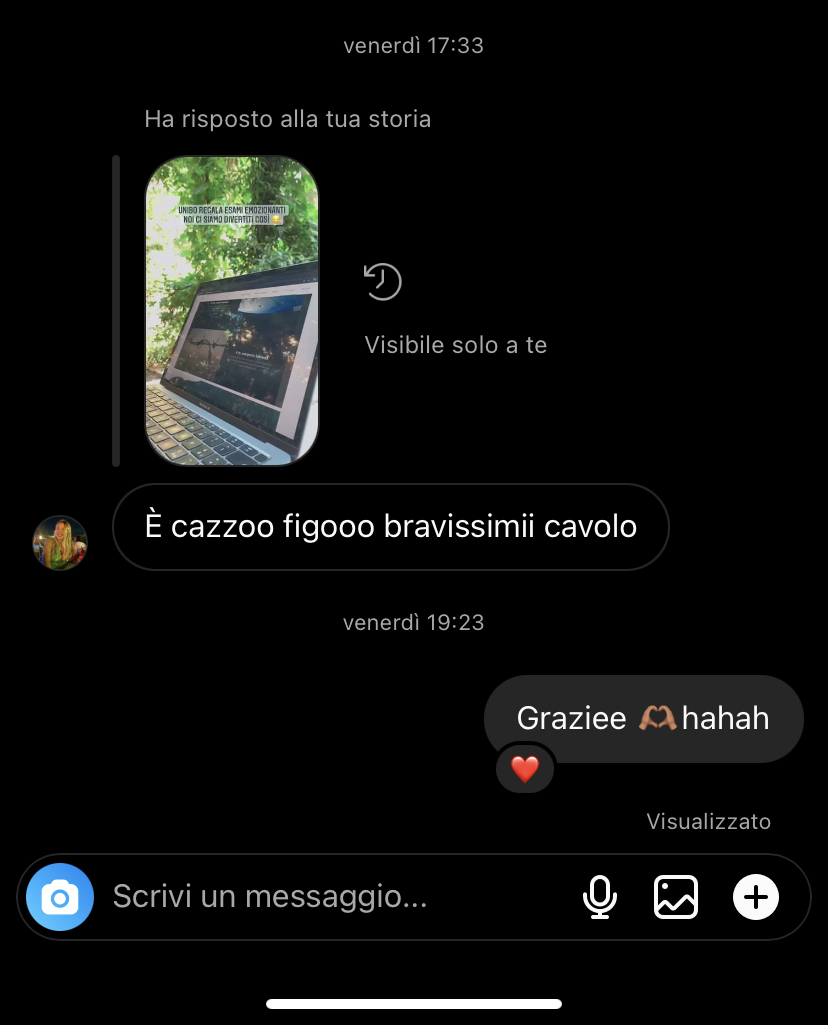 venerdì 17:33
Ha risposto alla tua storia
UNIBO REGALA ESAMI EMOZIONANTI
NOI CI SIAMO DIVERTITI COSÌ 😄
Visibile solo a te
È cazzoo figooo bravissimii cavolo
venerdì 19:23
Graziee 🫶🏽hahah
❤️
Visualizzato
Scrivi un messaggio...